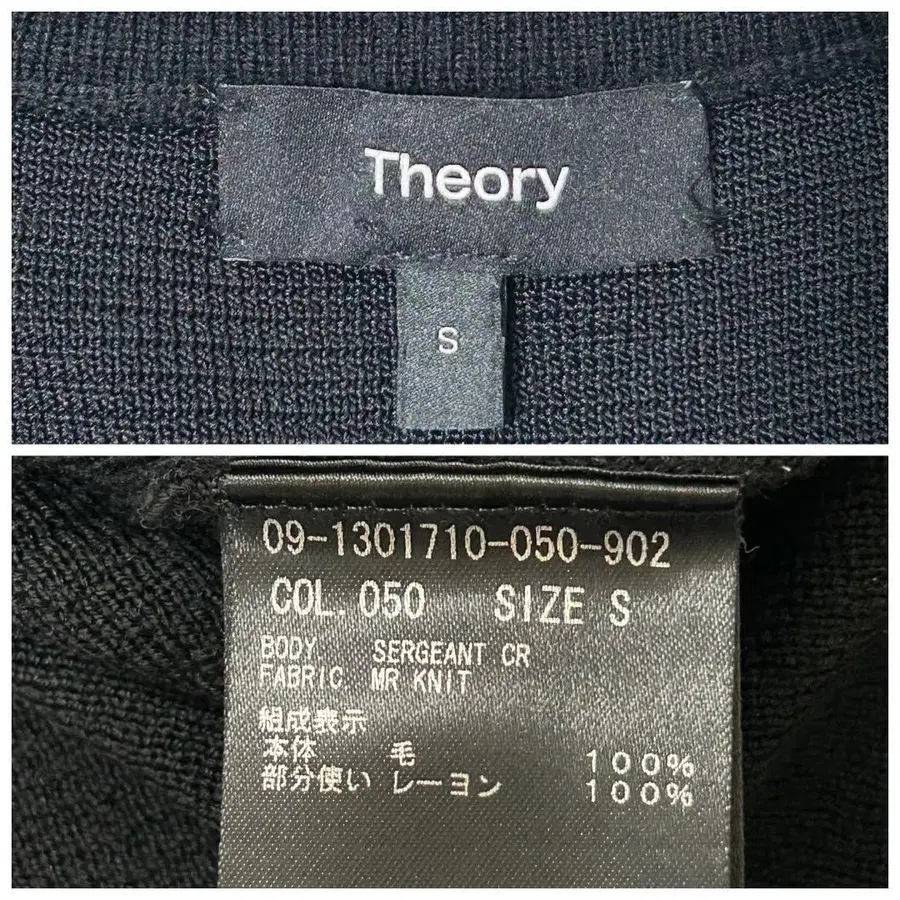 Theory
S
09-1301710-050-902
COL.050 SIZE S
BODY SERGEANT CR
FABRIC MR KNIT
組成表示
本体 毛 100%
部分使い レーヨン 100%